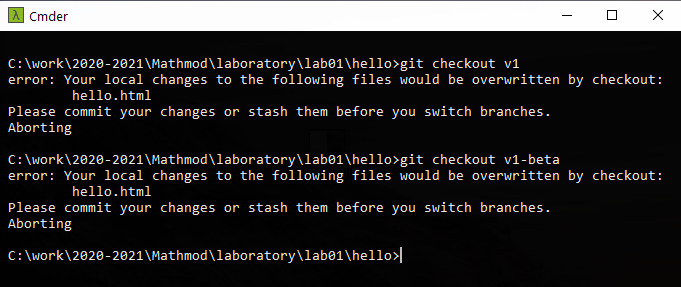 λ Cmder
C:\work\2020-2021\Mathmod\laboratory\lab01\hello>git checkout v1
error: Your local changes to the following files would be overwritten by checkout:
        hello.html
Please commit your changes or stash them before you switch branches.
Aborting
C:\work\2020-2021\Mathmod\laboratory\lab01\hello>git checkout v1-beta
error: Your local changes to the following files would be overwritten by checkout:
        hello.html
Please commit your changes or stash them before you switch branches.
Aborting
C:\work\2020-2021\Mathmod\laboratory\lab01\hello>